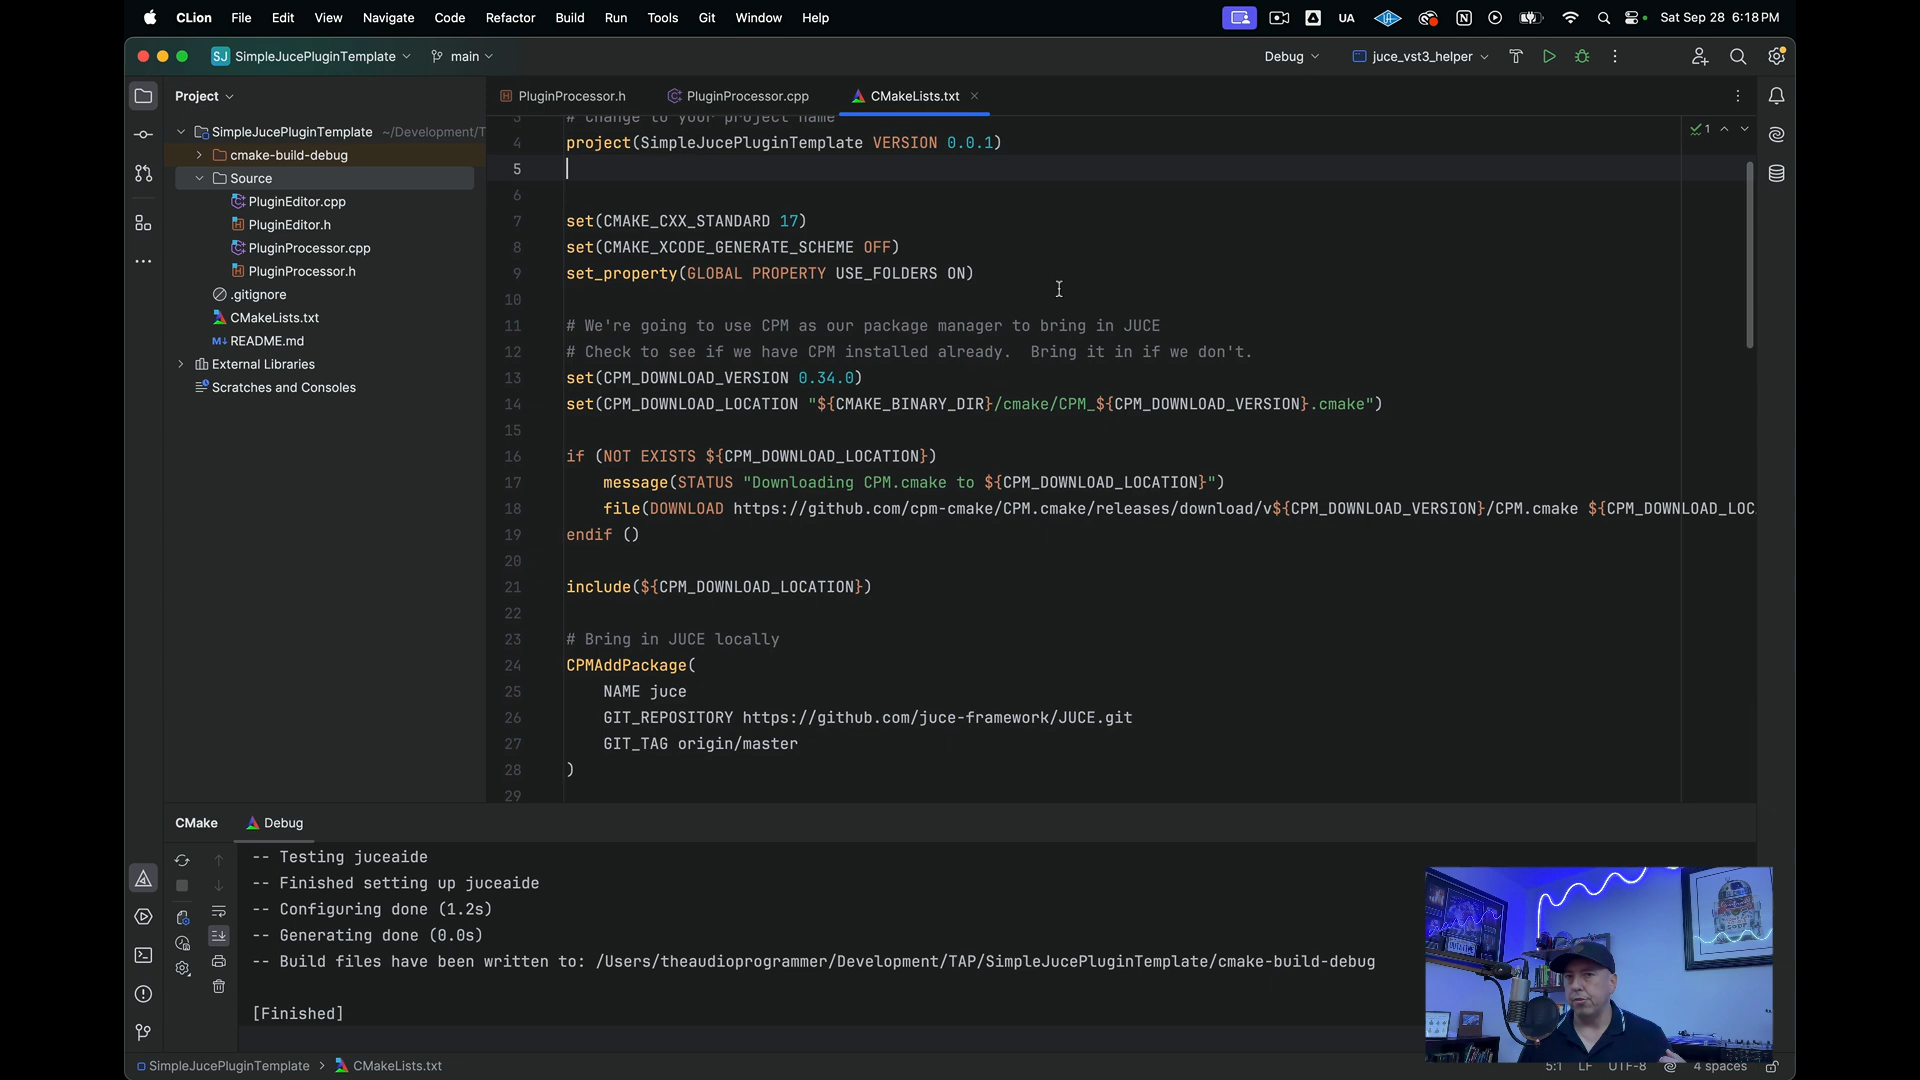 CLion File Edit View Navigate Code Refactor Build Run Tools Git Window Help UA Sat Sep 28 6:18 PM
SJ SimpleJucePluginTemplate main Debug juce_vst3_helper
Project PluginProcessor.h PluginProcessor.cpp CMakeLists.txt
SimpleJucePluginTemplate ~/Development/T
cmake-build-debug
Source
PluginEditor.cpp
PluginEditor.h
PluginProcessor.cpp
PluginProcessor.h
.gitignore
CMakeLists.txt
M↓ README.md
External Libraries
Scratches and Consoles
3 # Change to your project name
1
4 project(SimpleJucePluginTemplate VERSION 0.0.1)
5
6
7 set(CMAKE_CXX_STANDARD 17)
8 set(CMAKE_XCODE_GENERATE_SCHEME OFF)
9 set_property(GLOBAL PROPERTY USE_FOLDERS ON)
10
11 # We're going to use CPM as our package manager to bring in JUCE
12 # Check to see if we have CPM installed already.  Bring it in if we don't.
13 set(CPM_DOWNLOAD_VERSION 0.34.0)
14 set(CPM_DOWNLOAD_LOCATION "${CMAKE_BINARY_DIR}/cmake/CPM_${CPM_DOWNLOAD_VERSION}.cmake")
15
16 if (NOT EXISTS ${CPM_DOWNLOAD_LOCATION})
17 message(STATUS "Downloading CPM.cmake to ${CPM_DOWNLOAD_LOCATION}")
18 file(DOWNLOAD https://github.com/cpm-cmake/CPM.cmake/releases/download/v${CPM_DOWNLOAD_VERSION}/CPM.cmake ${CPM_DOWNLOAD_LOC
19 endif ()
20
21 include(${CPM_DOWNLOAD_LOCATION})
22
23 # Bring in JUCE locally
24 CPMAddPackage(
25 NAME juce
26 GIT_REPOSITORY https://github.com/juce-framework/JUCE.git
27 GIT_TAG origin/master
28 )
29
CMake Debug
-- Testing juceaide
-- Finished setting up juceaide
-- Configuring done (1.2s)
-- Generating done (0.0s)
-- Build files have been written to: /Users/theaudioprogrammer/Development/TAP/SimpleJucePluginTemplate/cmake-build-debug
[Finished]
SimpleJucePluginTemplate > CMakeLists.txt 5:1 LF UTF-8 4 spaces